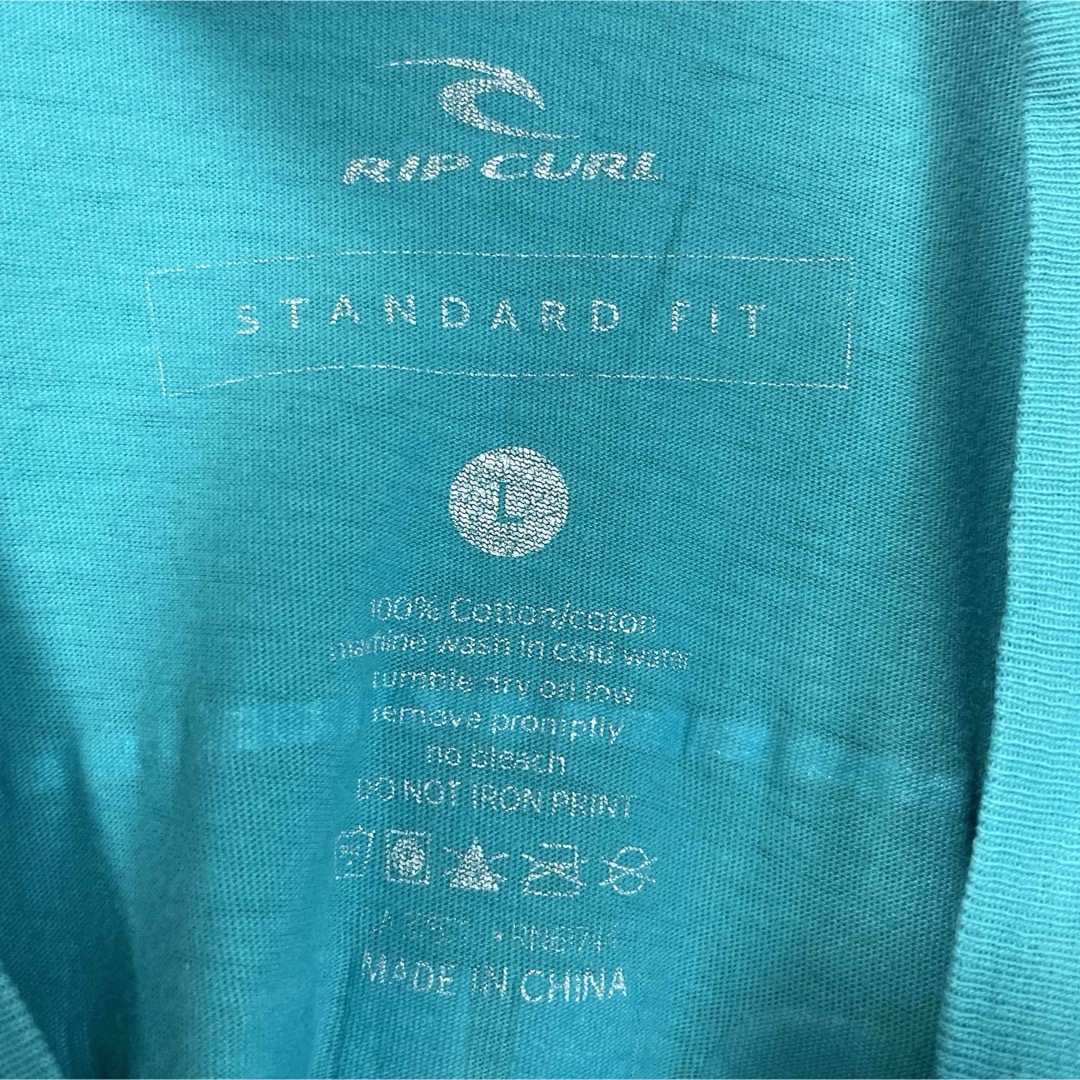 RIP CURL
STANDARD FIT
L
100% Cotton/coton
machine wash in cold water
tumble dry on low
remove promptly
no bleach
DO NOT IRON PRINT
MADE IN CHINA